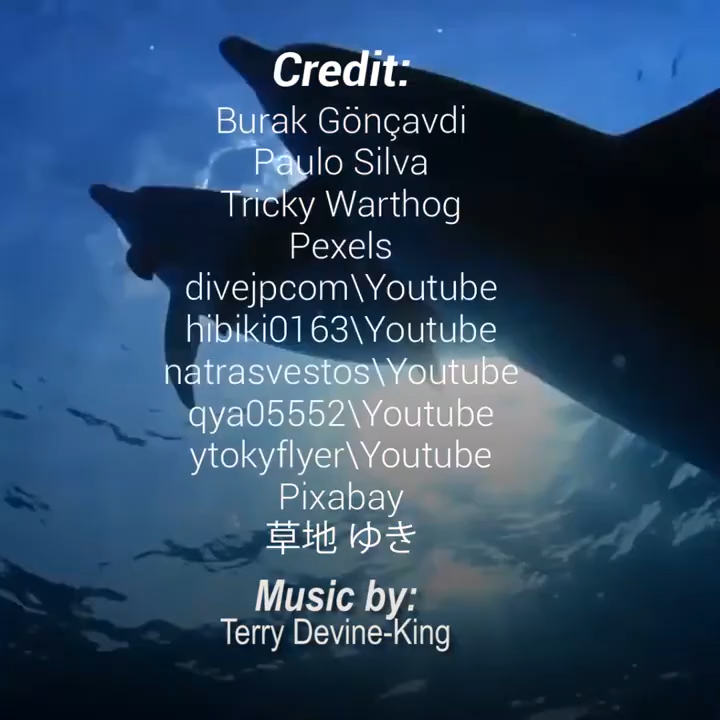 Credit:
Burak Gönçavdi
Paulo Silva
Tricky Warthog
Pexels
divejpcom\Youtube
hibiki0163\Youtube
natrasvestos\Youtube
qya05552\Youtube
ytokyflyer\Youtube
Pixabay
草地 ゆき
Music by:
Terry Devine-King